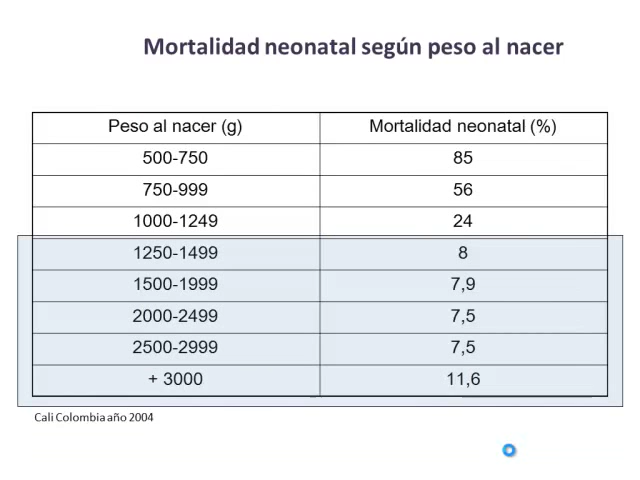 Mortalidad neonatal según peso al nacer
Peso al nacer (g) Mortalidad neonatal (%)
500-750 85
750-999 56
1000-1249 24
1250-1499 8
1500-1999 7,9
2000-2499 7,5
2500-2999 7,5
+ 3000 11,6
Cali Colombia año 2004